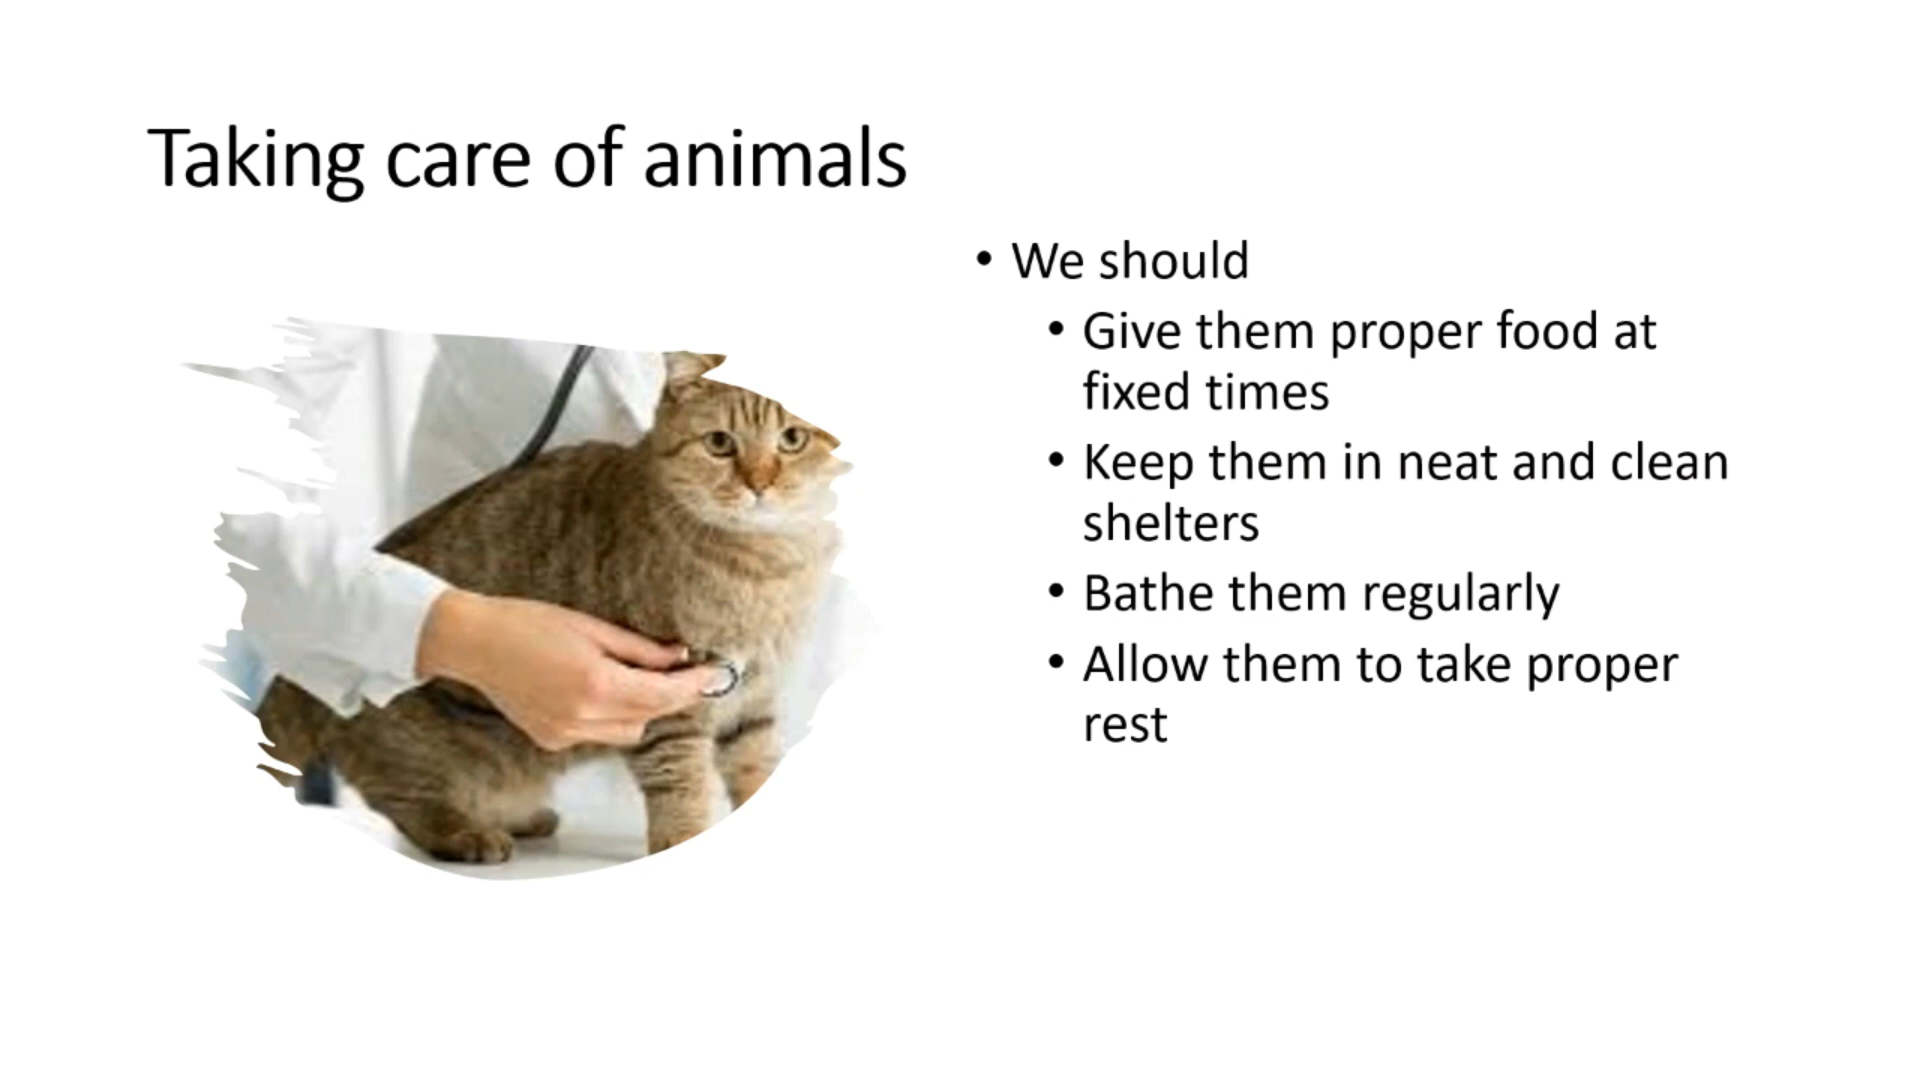 Taking care of animals
• We should
• Give them proper food at
fixed times
• Keep them in neat and clean
shelters
• Bathe them regularly
• Allow them to take proper
rest